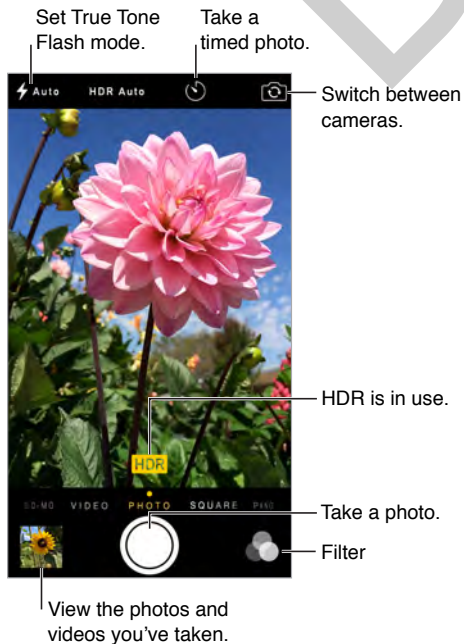 Set True Tone
Flash mode.
Take a
timed photo.
Auto
HDR Auto
Switch between
cameras.
HDR is in use.
HDR
VIDEO
PHOTO
SQUARE
Take a photo.
Filter
View the photos and
videos you've taken.